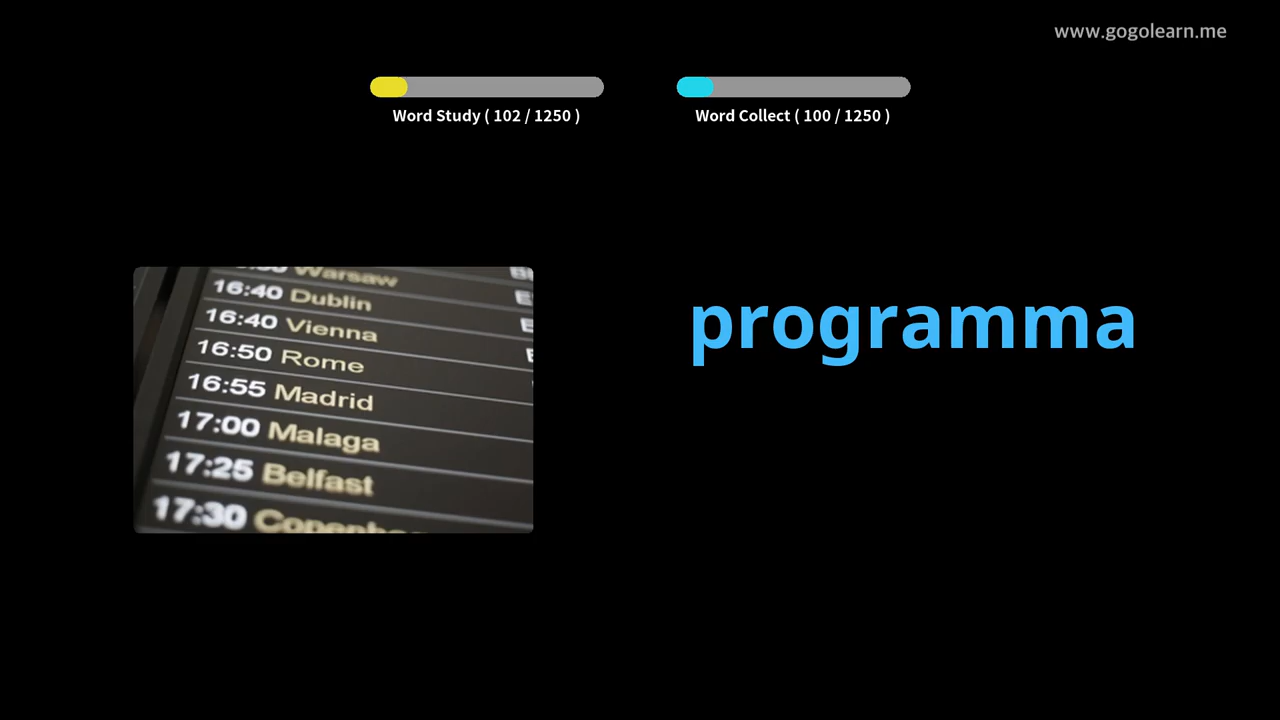 www.gogolearn.me
Word Study ( 102 / 1250 )
Word Collect ( 100 / 1250 )
Warsaw
16:40 Dublin
16:40 Vienna
16:50 Rome
16:55 Madrid
17:00 Malaga
17:25 Belfast
17:30
programma